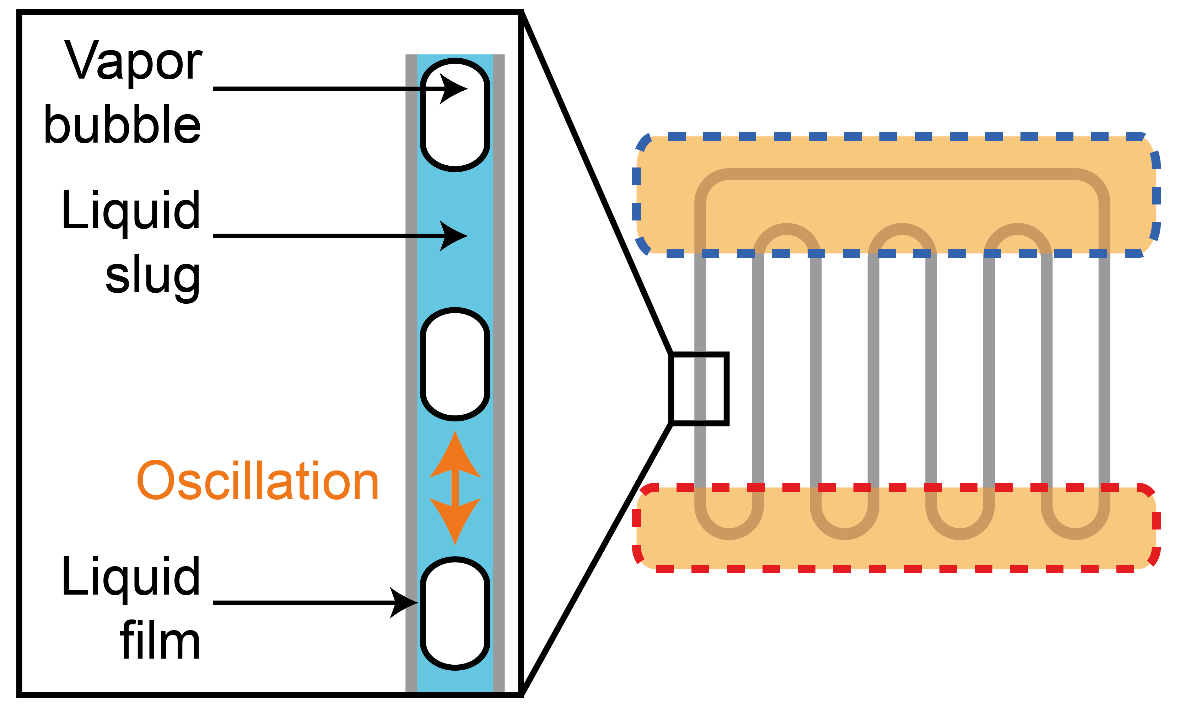 Vapor
bubble
Liquid
slug
Oscillation
Liquid
film